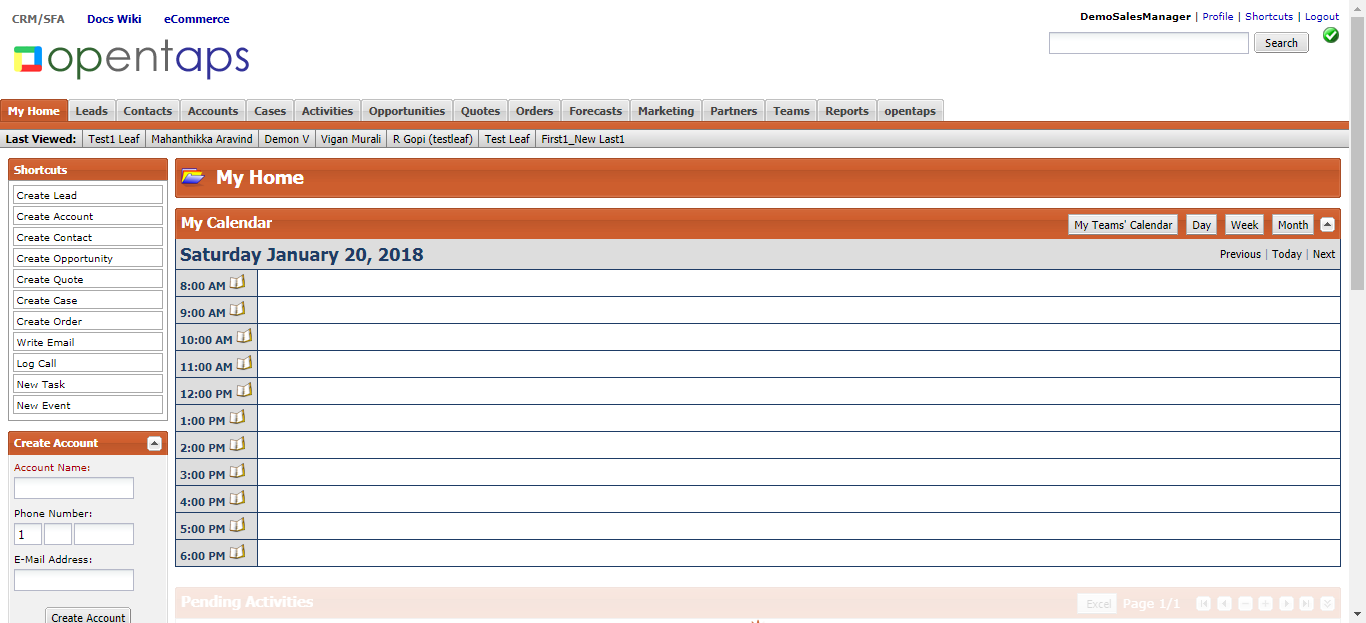 CRM/SFA Docs Wiki eCommerce
DemoSalesManager | Profile | Shortcuts | Logout
opentaps
Search
My Home Leads Contacts Accounts Cases Activities Opportunities Quotes Orders Forecasts Marketing Partners Teams Reports opentaps
Last Viewed: Test1 Leaf Mahanthikka Aravind Demon V Vigan Murali R Gopi (testleaf) Test Leaf First1_New Last1
Shortcuts
Create Lead
Create Account
Create Contact
Create Opportunity
Create Quote
Create Case
Create Order
Write Email
Log Call
New Task
New Event
Create Account
Account Name:
Phone Number:
1
E-Mail Address:
Create Account
My Home
My Calendar My Teams' Calendar Day Week Month
Saturday January 20, 2018 Previous | Today | Next
8:00 AM
9:00 AM
10:00 AM
11:00 AM
12:00 PM
1:00 PM
2:00 PM
3:00 PM
4:00 PM
5:00 PM
6:00 PM
Pending Activities Excel Page 1/1